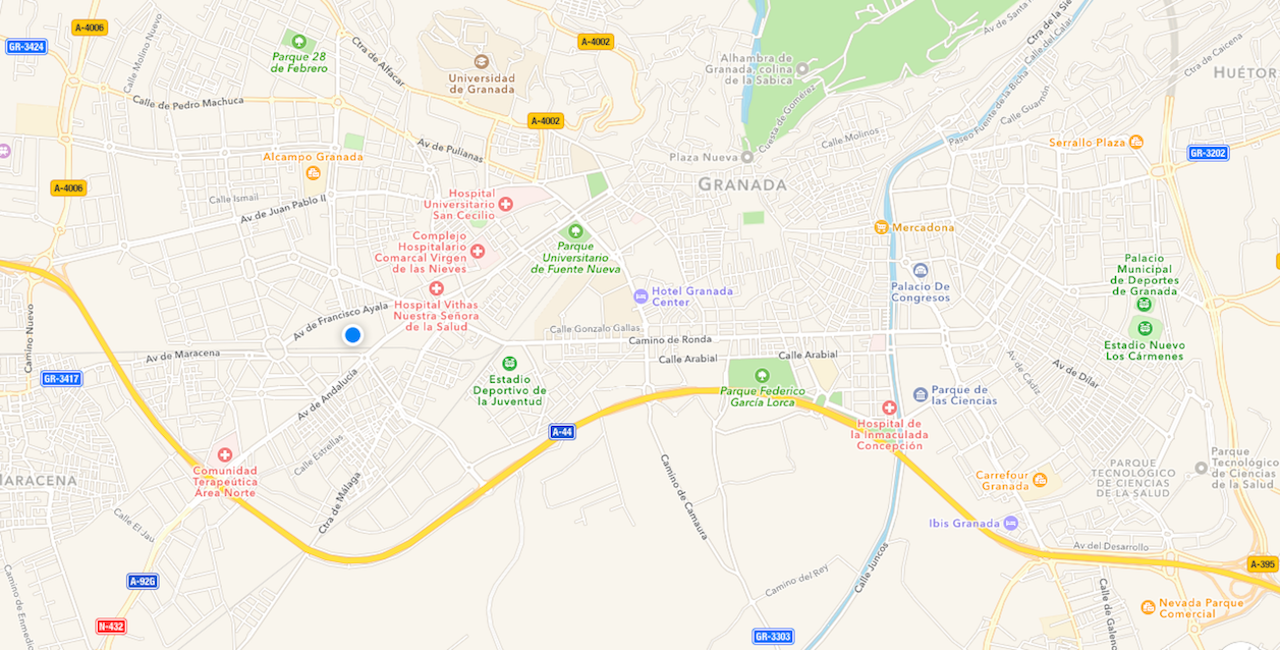 A-4006
GR-3424
Calle de Molino Nuevo
Parque 28
de Febrero
Ctra de Alfacar
A-4002
Universidad
de Granada
Alhambra de
Granada, colina
de la Sabica
Av de Santa
Ctra de la Sie
Calle del Calar
Ctra de Caicena
HUÉTOR
Calle de Pedro Machuca
A-4002
Cuesta de Gomérez
Paseo Fuente de la Bicha
Calle Guarnón
Calle Molinos
Serrallo Plaza
GR-3202
Av de Pulianas
Alcampo Granada
Plaza Nueva
GRANADA
A-4006
Calle Ismail
Av de Juan Pablo II
Hospital
Universitario
San Cecilio
Complejo
Hospitalario
Comarcal Virgen
de las Nieves
Parque
Universitario
de Fuente Nueva
Mercadona
Palacio De
Congresos
Palacio
Municipal
de Deportes
de Granada
Hotel Granada
Center
Hospital Vithas
Nuestra Señora
de la Salud
Av de Francisco Ayala
Camino Nuevo
Calle Gonzalo Gallas
Camino de Ronda
Estadio Nuevo
Los Cármenes
Av de Maracena
Calle Arabial
Calle Arabial
GR-3417
Av de Andalucía
Estadio
Deportivo de
la Juventud
Parque Federico
García Lorca
Parque de
las Ciencias
Av de Cádiz
Av de Dílar
A-44
Hospital de
la Inmaculada
Concepción
Calle Estrellas
Comunidad
Terapeútica
Área Norte
MARACENA
Ctra de Málaga
Camino de Camaura
Carrefour
Granada
PARQUE
TECNOLÓGICO
DE CIENCIAS
DE LA SALUD
Parque
Tecnológico
de Ciencias
de la Salud
Calle El Jau
Ibis Granada
Av del Desarrollo
A-395
A-92G
Camino de Enmedio
Camino del Rey
Calle Juncos
Calle de Galeno
Nevada Parque
Comercial
N-432
GR-3303